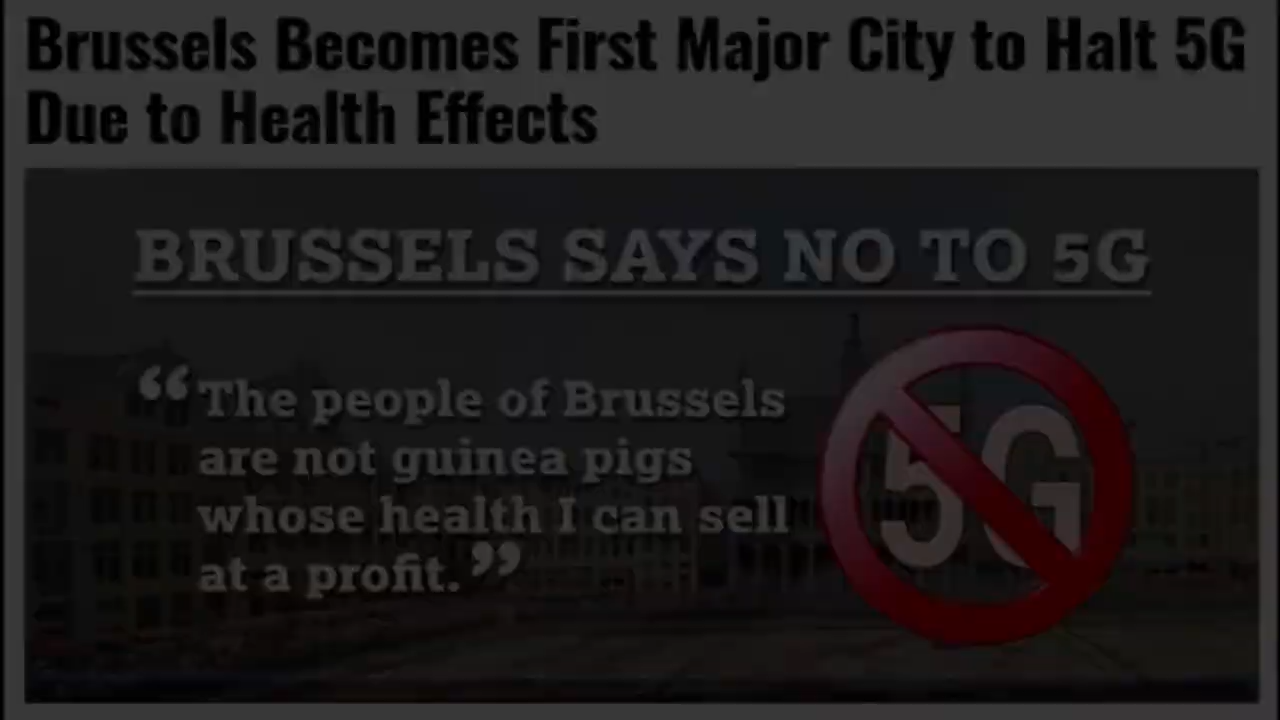 Brussels Becomes First Major City to Halt 5G
Due to Health Effects
BRUSSELS SAYS NO TO 5G
“The people of Brussels
are not guinea pigs
whose health I can sell
at a profit.”
5G